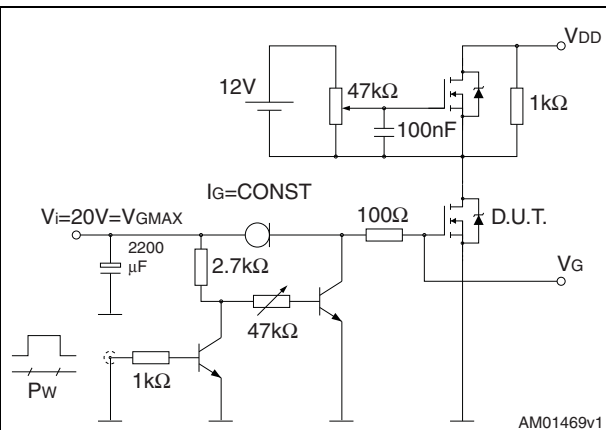 VDD
12V
47kΩ
1kΩ
100nF
IG=CONST
Vi=20V=VGMAX
100Ω
D.U.T.
2200
μF
2.7kΩ
VG
47kΩ
1kΩ
PW
AM01469v1